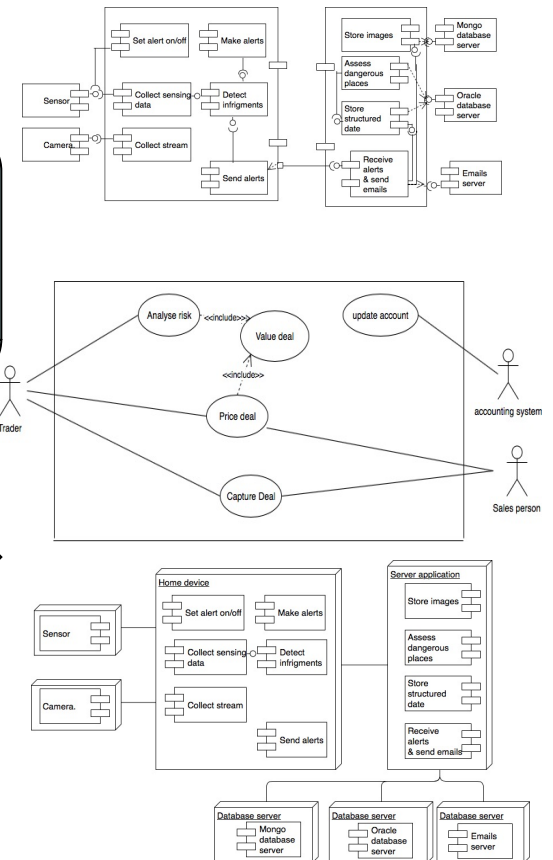 Set alert on/off
Make alerts
Sensor
Collect sensing
data
Detect
infrigments
Camera.
Collect stream
Send alerts
Store images
Assess
dangerous
places
Store
structured
date
Receive
alerts
& send
emails
Mongo
database
server
Oracle
database
server
Emails
server
Analyse risk
<<include>>>
Value deal
update account
<<include>>
Price deal
Capture Deal
Trader
accounting system
Sales person
Home device
Set alert on/off
Make alerts
Sensor
Collect sensing
data
Detect
infrigments
Camera.
Collect stream
Send alerts
Server application
Store images
Assess
dangerous
places
Store
structured
date
Receive
alerts
& send emails
Database server
Mongo
database
server
Database server
Oracle
database
server
Database server
Emails
server